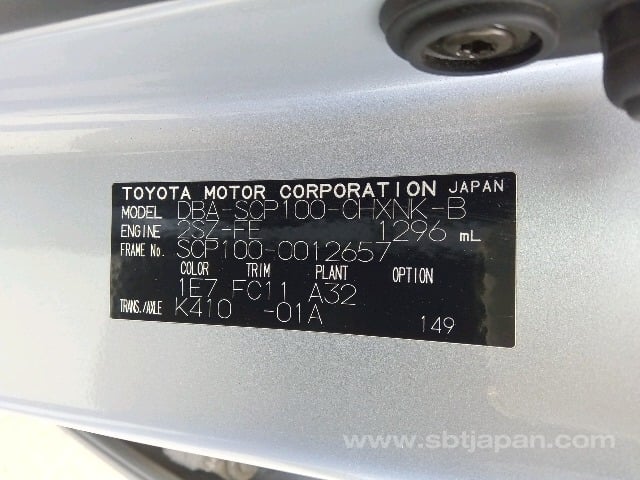 TOYOTA MOTOR CORPORATION JAPAN
MODEL DBA-SCP100-CHXNK-B
ENGINE 2SZ-FE 1296 mL
FRAME No. SCP100-0012657
COLOR TRIM PLANT OPTION
1E7 FC11 A32
TRANS./AXLE K410 -01A
149
www.sbtjapan.com